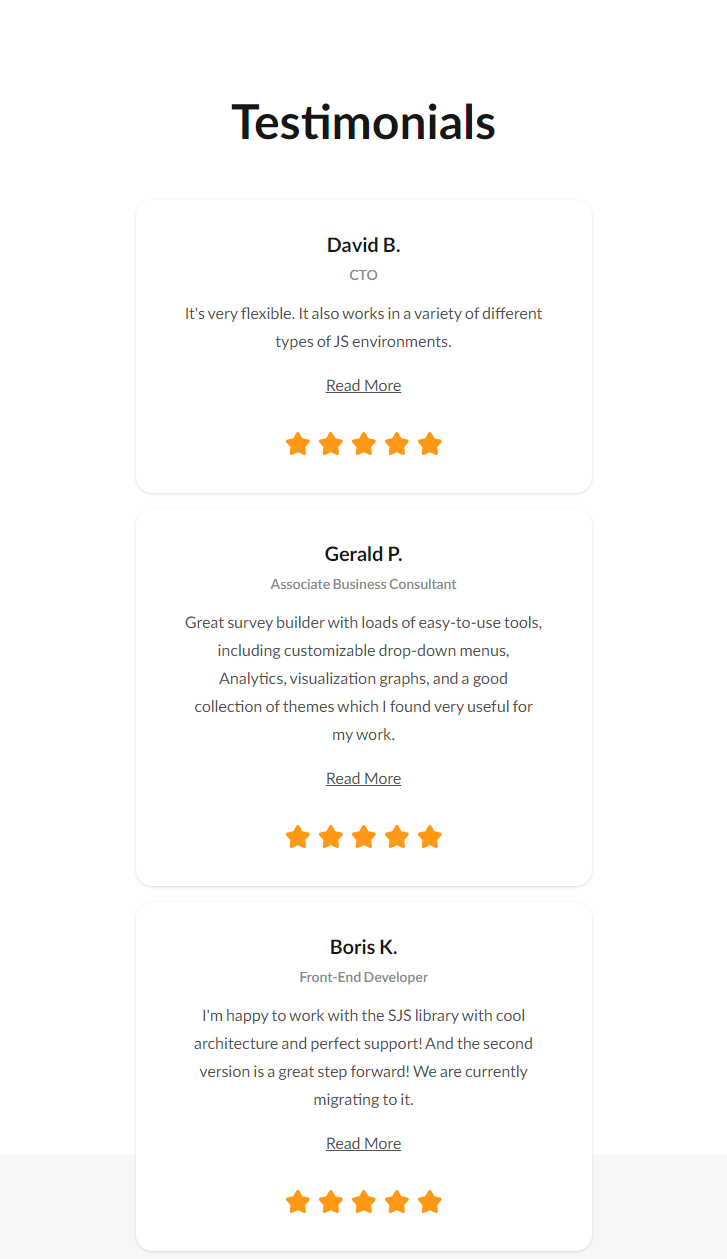 Testimonials
David B.
CTO
It's very flexible. It also works in a variety of different
types of JS environments.
Read More
Gerald P.
Associate Business Consultant
Great survey builder with loads of easy-to-use tools,
including customizable drop-down menus,
Analytics, visualization graphs, and a good
collection of themes which I found very useful for
my work.
Read More
Boris K.
Front-End Developer
I'm happy to work with the SJS library with cool
architecture and perfect support! And the second
version is a great step forward! We are currently
migrating to it.
Read More